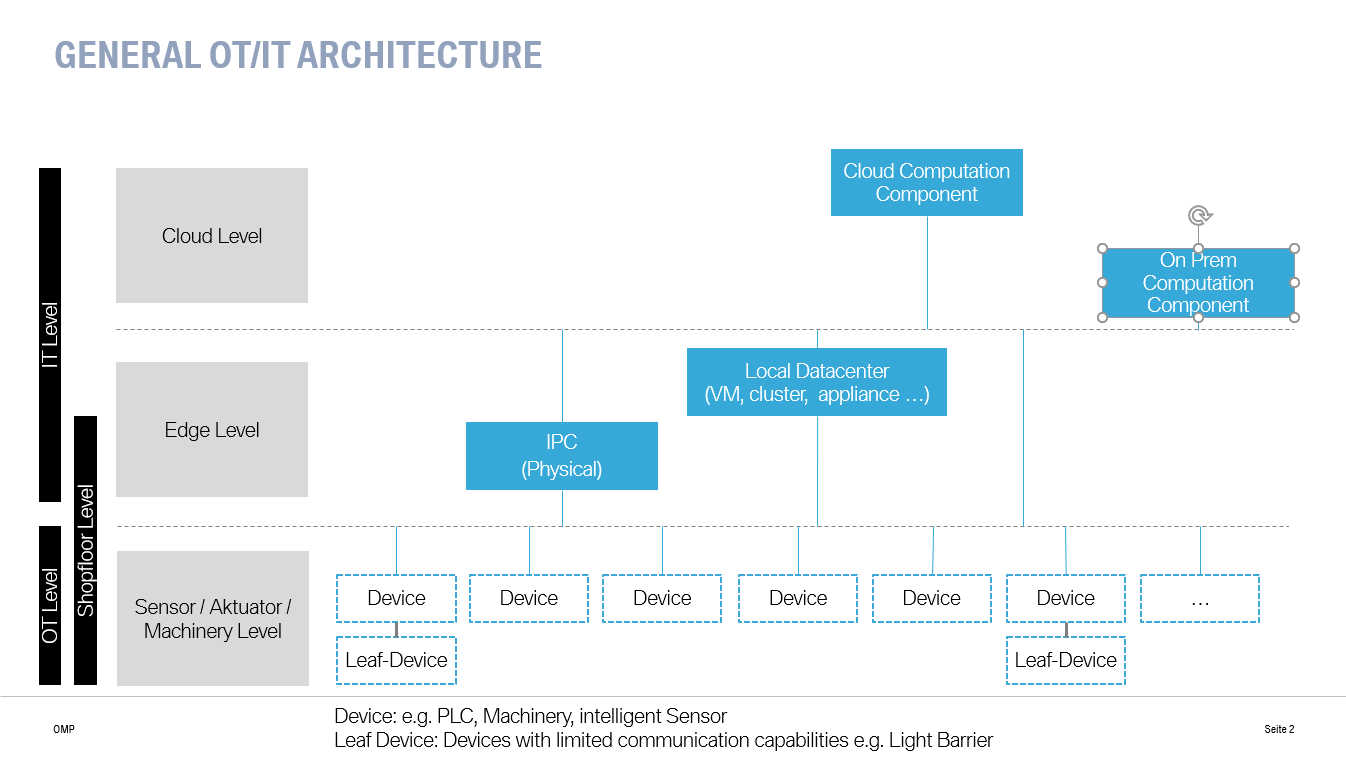 GENERAL OT/IT ARCHITECTURE
Cloud Computation
Component
Cloud Level
On Prem
Computation
Component
IT Level
Local Datacenter
(VM, cluster,  appliance …)
Edge Level
IPC
(Physical)
Shopfloor Level
OT Level
Sensor / Aktuator /
Machinery Level
Device
Device
Device
Device
Device
Device
…
Leaf-Device
Leaf-Device
Device: e.g. PLC, Machinery, intelligent Sensor
Leaf Device: Devices with limited communication capabilities e.g. Light Barrier
OMP
Seite 2